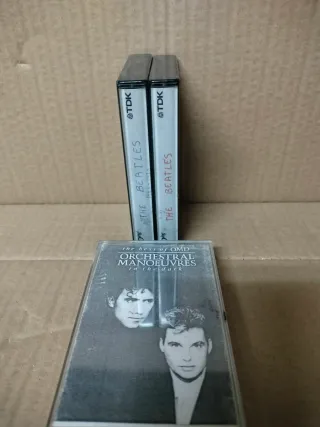 TDK
THE BEATLES
TDK
THE BEATLES
the best of OMD
ORCHESTRAL
MANOEUVRES
in the dark